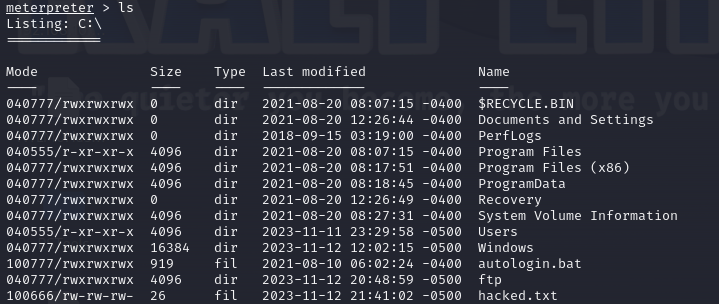 meterpreter > ls
Listing: C:\
============
Mode Size Type Last modified Name
---- ---- ---- ------------- ----
040777/rwxrwxrwx 0 dir 2021-08-20 08:07:15 -0400 $RECYCLE.BIN
040777/rwxrwxrwx 0 dir 2021-08-20 12:26:44 -0400 Documents and Settings
040777/rwxrwxrwx 0 dir 2018-09-15 03:19:00 -0400 PerfLogs
040555/r-xr-xr-x 4096 dir 2021-08-20 08:07:15 -0400 Program Files
040777/rwxrwxrwx 4096 dir 2021-08-20 08:17:51 -0400 Program Files (x86)
040777/rwxrwxrwx 4096 dir 2021-08-20 08:18:45 -0400 ProgramData
040777/rwxrwxrwx 0 dir 2021-08-20 12:26:49 -0400 Recovery
040777/rwxrwxrwx 4096 dir 2021-08-20 08:27:31 -0400 System Volume Information
040555/r-xr-xr-x 4096 dir 2023-11-11 23:29:58 -0500 Users
040777/rwxrwxrwx 16384 dir 2023-11-12 12:02:15 -0500 Windows
100777/rwxrwxrwx 919 fil 2021-08-10 06:02:24 -0400 autologin.bat
040777/rwxrwxrwx 4096 dir 2023-11-12 20:48:59 -0500 ftp
100666/rw-rw-rw- 26 fil 2023-11-12 21:41:02 -0500 hacked.txt